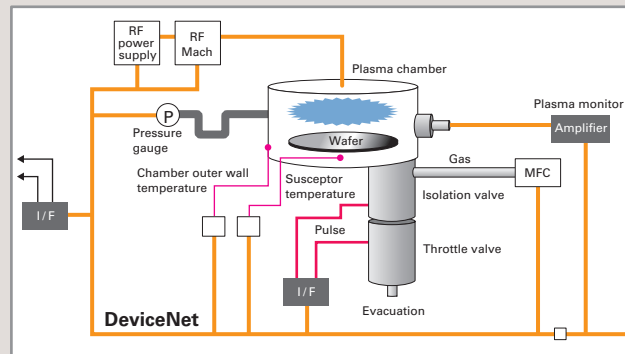 RF
power
supply
RF
Mach
Plasma chamber
P
Pressure
gauge
Wafer
Plasma monitor
Amplifier
Gas
MFC
Chamber outer wall
temperature
Susceptor
temperature
Isolation valve
I/F
Pulse
Throttle valve
I/F
Evacuation
DeviceNet